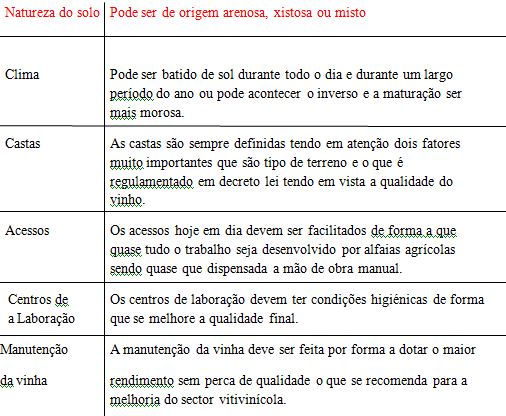 Natureza do solo Pode ser de origem arenosa, xistosa ou misto
Clima Pode ser batido de sol durante todo o dia e durante um largo
período do ano ou pode acontecer o inverso e a maturação ser
mais morosa.
Castas As castas são sempre definidas tendo em atenção dois fatores
muito importantes que são tipo de terreno e o que é
regulamentado em decreto lei tendo em vista a qualidade do
vinho.
Acessos Os acessos hoje em dia devem ser facilitados de forma a que
quase tudo o trabalho seja desenvolvido por alfaias agrícolas
sendo quase que dispensada a mão de obra manual.
Centros de Os centros de laboração devem ter condições higiénicas de forma
a Laboração que se melhore a qualidade final.
Manutenção A manutenção da vinha deve ser feita por forma a dotar o maior
da vinha rendimento sem perca de qualidade o que se recomenda para a
melhoria do sector vitivinícola.